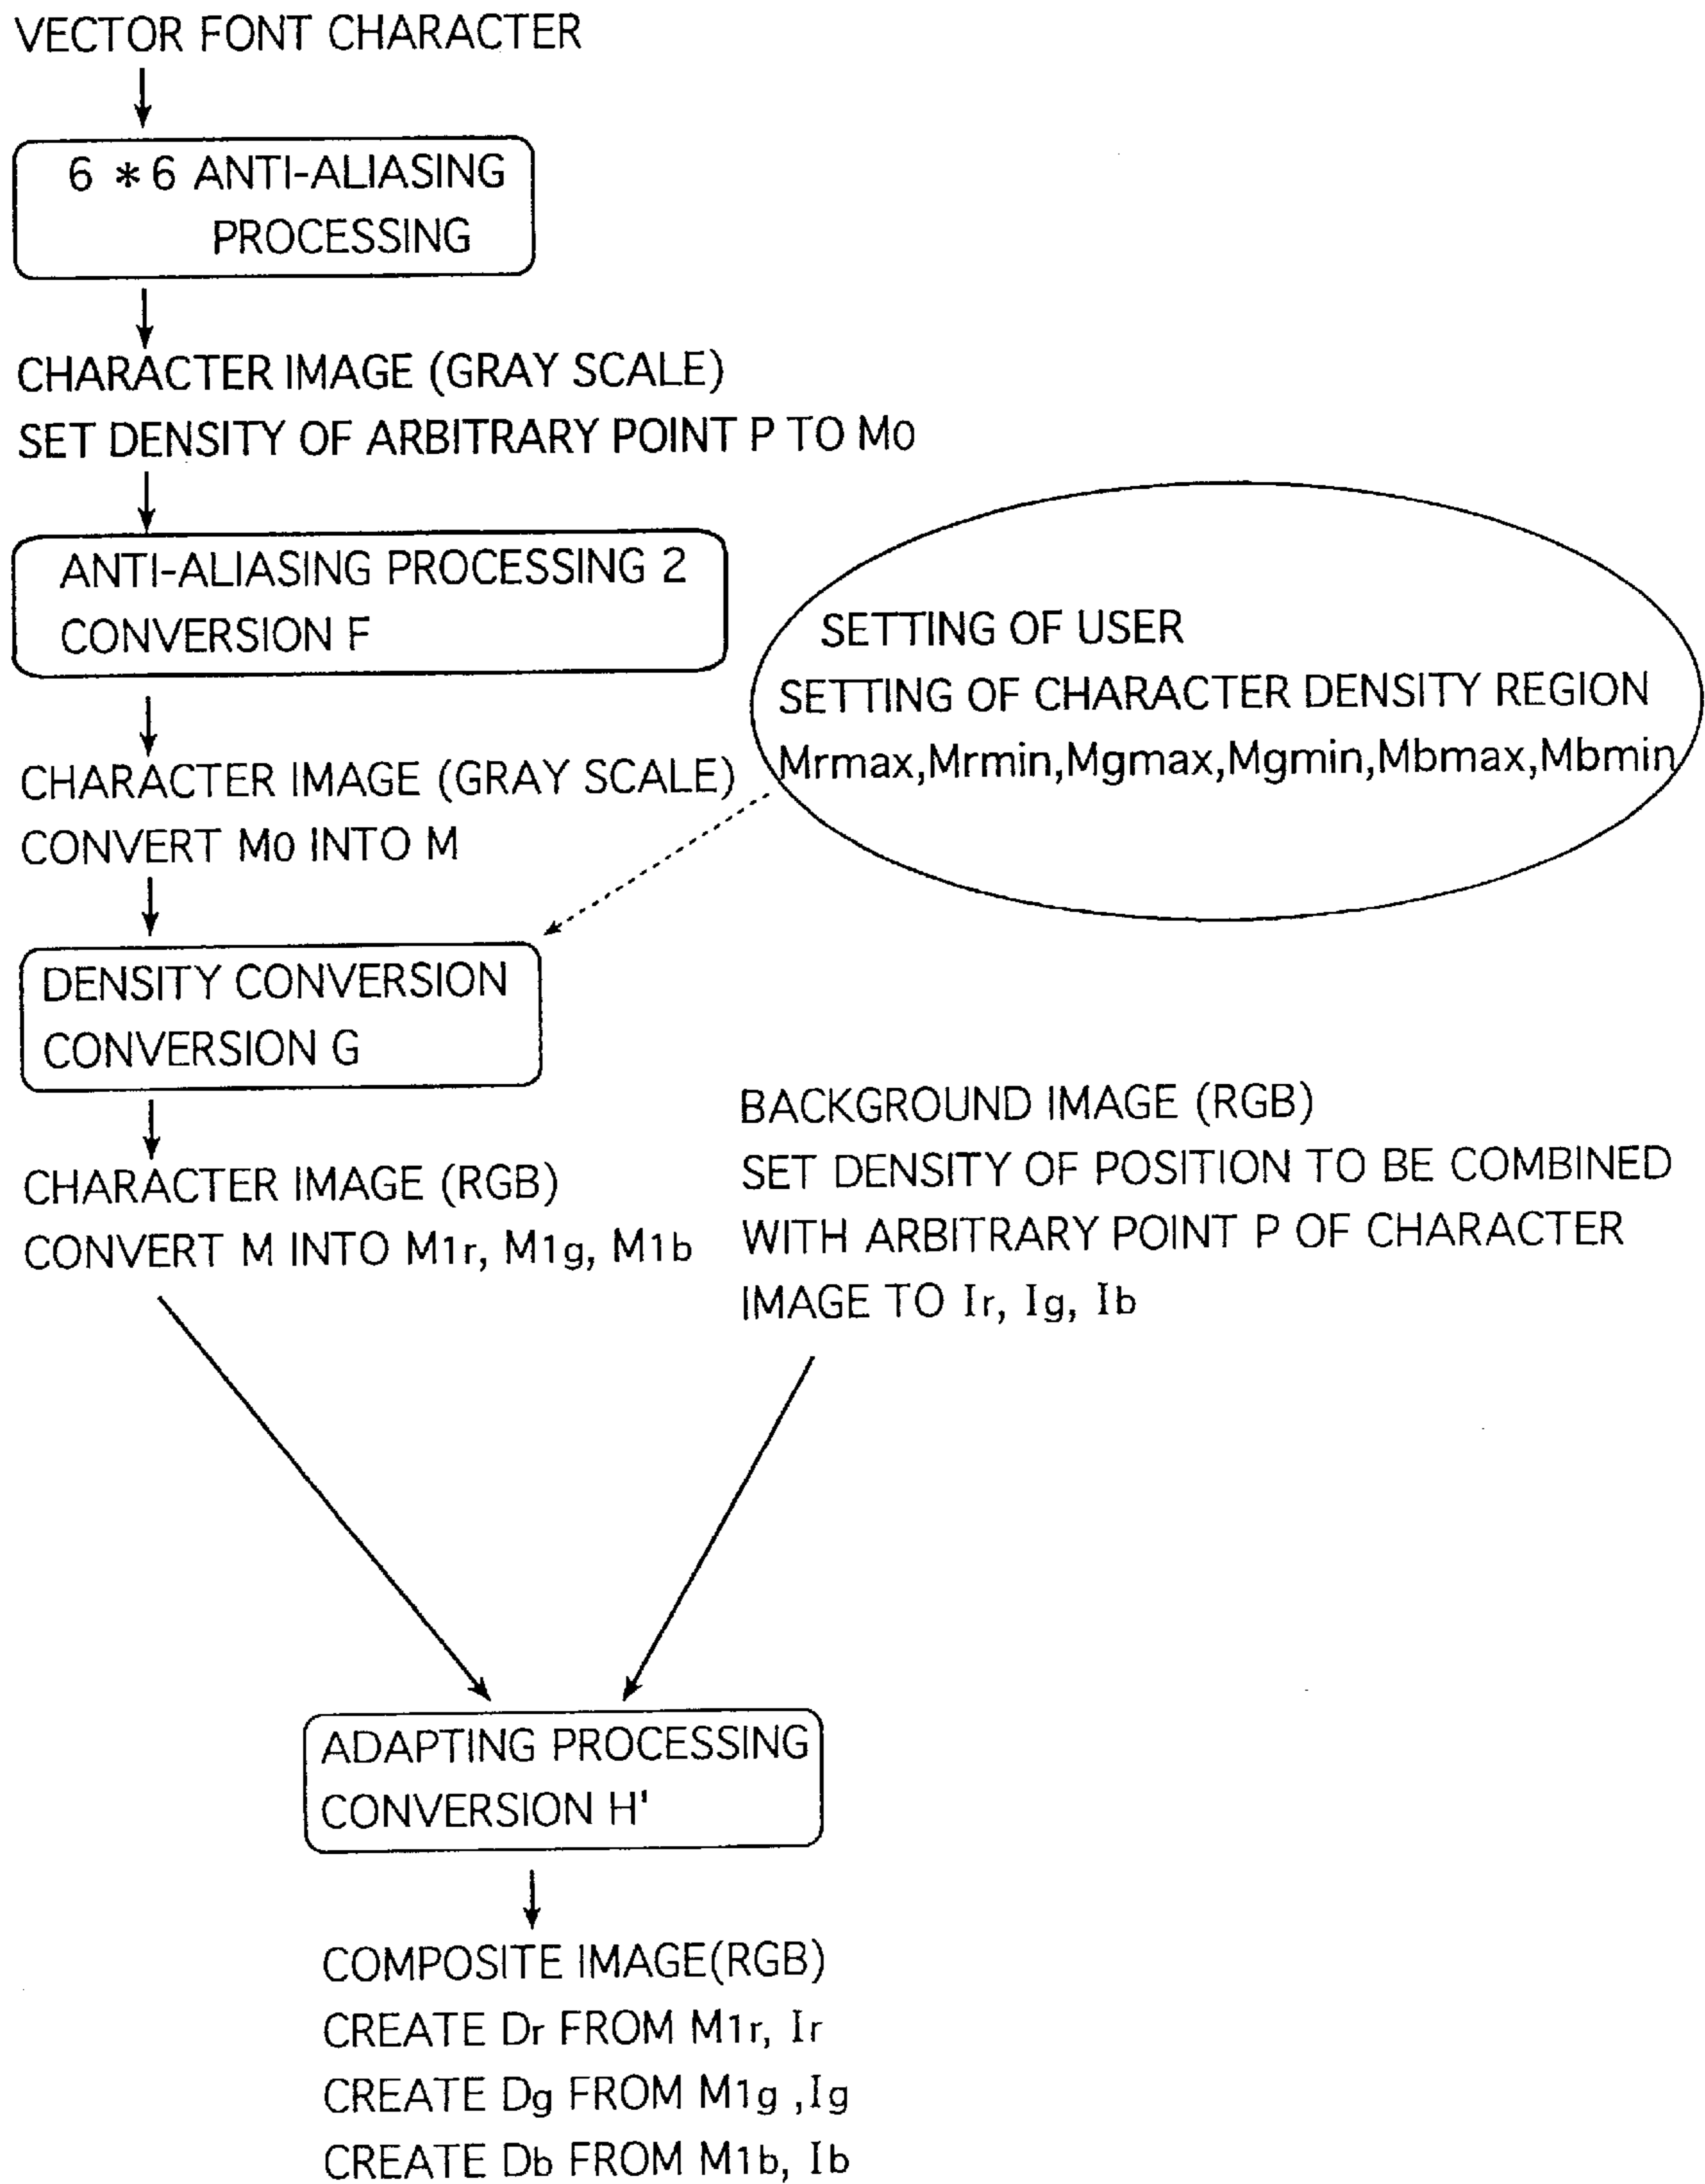 VECTOR FONT CHARACTER
6 *6 ANTI-ALIASING
PROCESSING
CHARACTER IMAGE (GRAY SCALE)
SET DENSITY OF ARBITRARY POINT P TO M0
ANTI-ALIASING PROCESSING 2
CONVERSION F
SETTING OF USER
SETTING OF CHARACTER DENSITY REGION
Mrmax,Mrmin,Mgmax,Mgmin,Mbmax,Mbmin
CHARACTER IMAGE (GRAY SCALE)
CONVERT M0 INTO M
DENSITY CONVERSION
CONVERSION G
CHARACTER IMAGE (RGB)
CONVERT M INTO M1r, M1g, M1b
BACKGROUND IMAGE (RGB)
SET DENSITY OF POSITION TO BE COMBINED
WITH ARBITRARY POINT P OF CHARACTER
IMAGE TO Ir, Ig, Ib
ADAPTING PROCESSING
CONVERSION H'
COMPOSITE IMAGE(RGB)
CREATE Dr FROM M1r, Ir
CREATE Dg FROM M1g ,Ig
CREATE Db FROM M1b, Ib